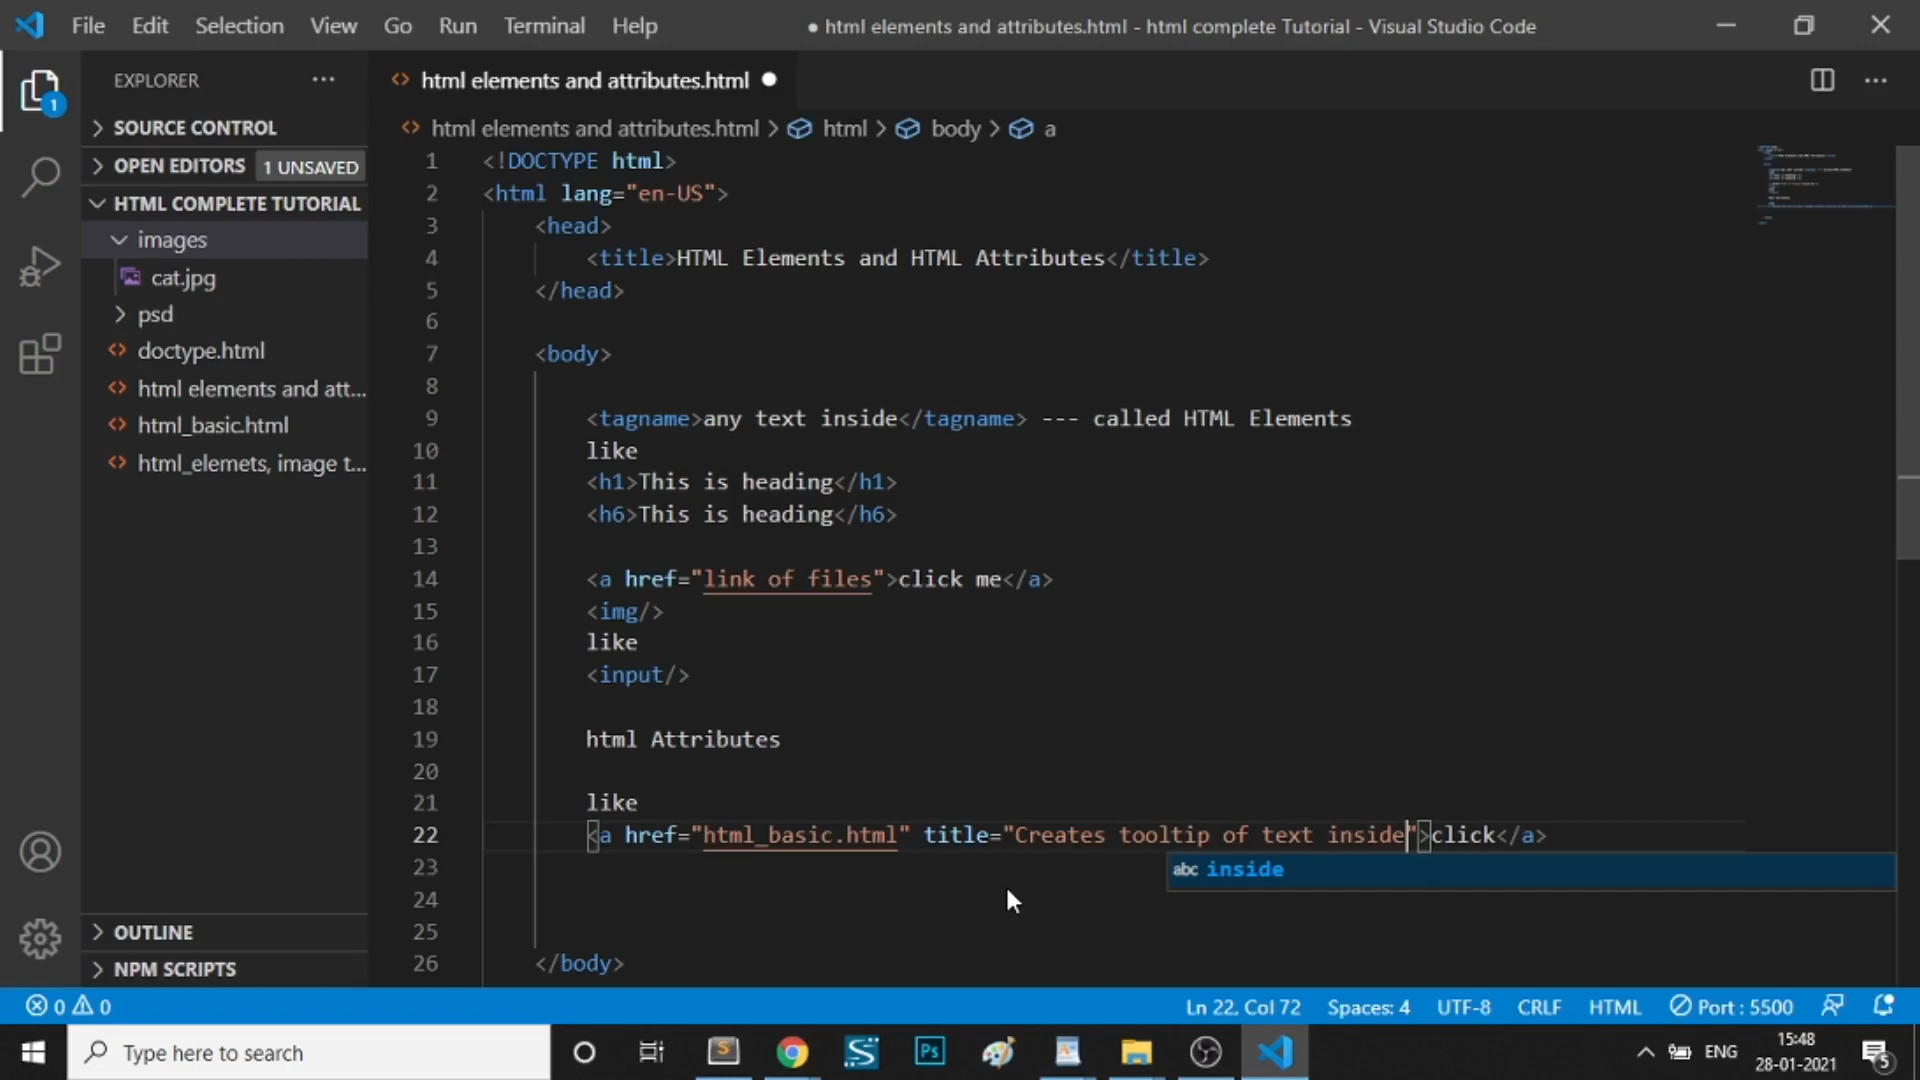 File Edit Selection View Go Run Terminal Help
● html elements and attributes.html - html complete Tutorial - Visual Studio Code
EXPLORER
1
SOURCE CONTROL
OPEN EDITORS 1 UNSAVED
HTML COMPLETE TUTORIAL
images
cat.jpg
psd
doctype.html
html elements and att...
html_basic.html
html_elemets, image t...
OUTLINE
NPM SCRIPTS
html elements and attributes.html
html elements and attributes.html > html > body > a
1 <!DOCTYPE html>
2 <html lang="en-US">
3 <head>
4 <title>HTML Elements and HTML Attributes</title>
5 </head>
6
7 <body>
8
9 <tagname>any text inside</tagname> --- called HTML Elements
10 like
11 <h1>This is heading</h1>
12 <h6>This is heading</h6>
13
14 <a href="link of files">click me</a>
15 <img/>
16 like
17 <input/>
18
19 html Attributes
20
21 like
22 <a href="html_basic.html" title="Creates tooltip of text inside">click</a>
abc inside
23
24
25
26 </body>
0 0
Ln 22, Col 72 Spaces: 4 UTF-8 CRLF HTML Port : 5500
Type here to search
S
S
Ps
ENG
15:48
28-01-2021
5